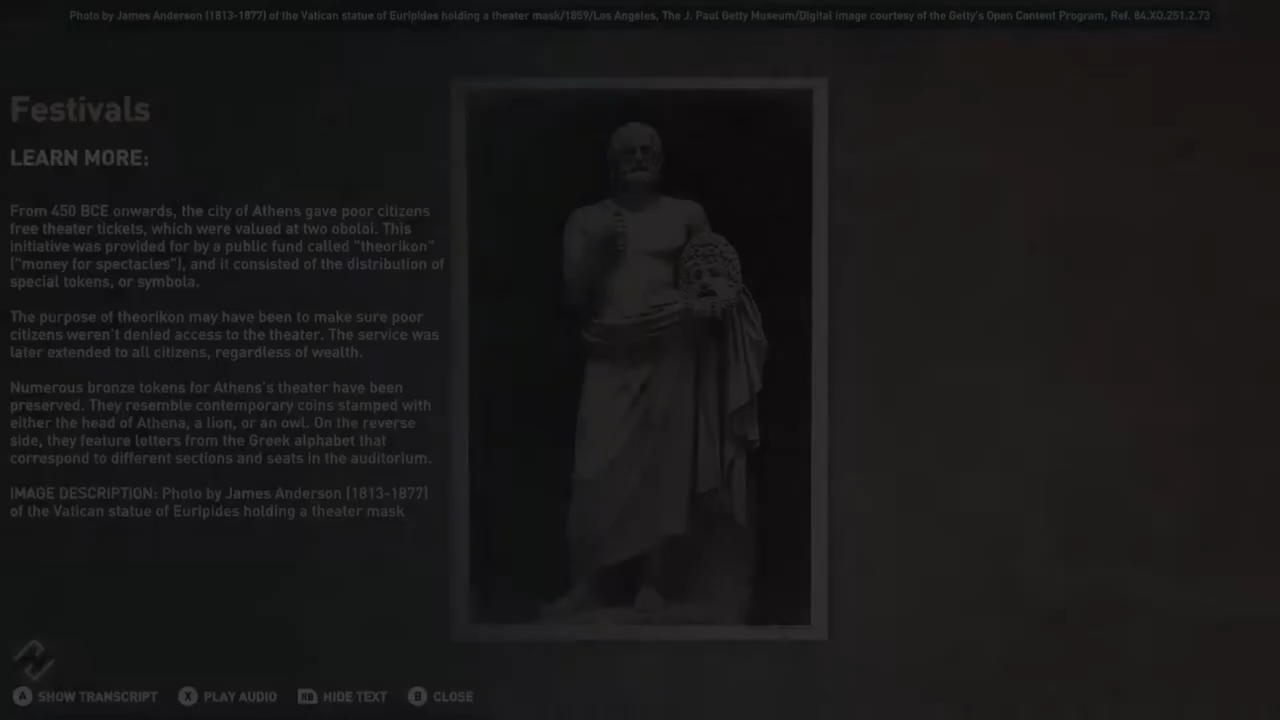 Photo by James Anderson (1813-1877) of the Vatican statue of Euripides holding a theater mask/1859/Los Angeles, The J. Paul Getty Museum/Digital image courtesy of the Getty's Open Content Program, Ref. 84.XO.251.2.73
Festivals
LEARN MORE:
From 450 BCE onwards, the city of Athens gave poor citizens
free theater tickets, which were valued at two oboloi. This
initiative was provided for by a public fund called "theorikon"
("money for spectacles"), and it consisted of the distribution of
special tokens, or symbola.
The purpose of theorikon may have been to make sure poor
citizens weren't denied access to the theater. The service was
later extended to all citizens, regardless of wealth.
Numerous bronze tokens for Athens's theater have been
preserved. They resemble contemporary coins stamped with
either the head of Athena, a lion, or an owl. On the reverse
side, they feature letters from the Greek alphabet that
correspond to different sections and seats in the auditorium.
IMAGE DESCRIPTION: Photo by James Anderson (1813-1877)
of the Vatican statue of Euripides holding a theater mask
A SHOW TRANSCRIPT X PLAY AUDIO RB HIDE TEXT B CLOSE